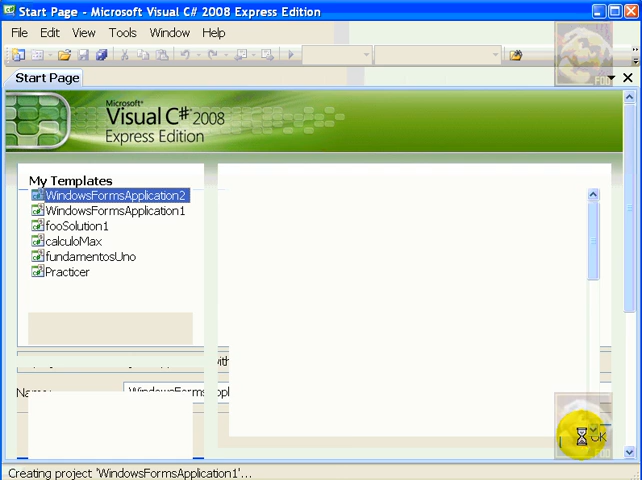 Start Page - Microsoft Visual C# 2008 Express Edition
File Edit View Tools Window Help
Start Page
Microsoft®
Visual C# 2008
Express Edition
My Templates
WindowsFormsApplication2
WindowsFormsApplication1
fooSolution1
calculoMax
fundamentosUno
Practicer
OK
Creating project 'WindowsFormsApplication1'...